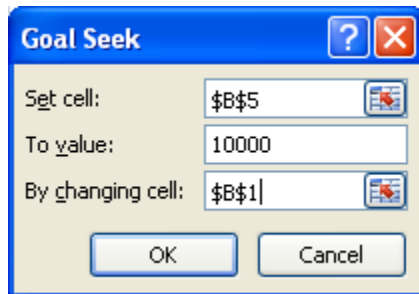 Goal Seek
Set cell: $B$5
To value: 10000
By changing cell: $B$1
OK Cancel